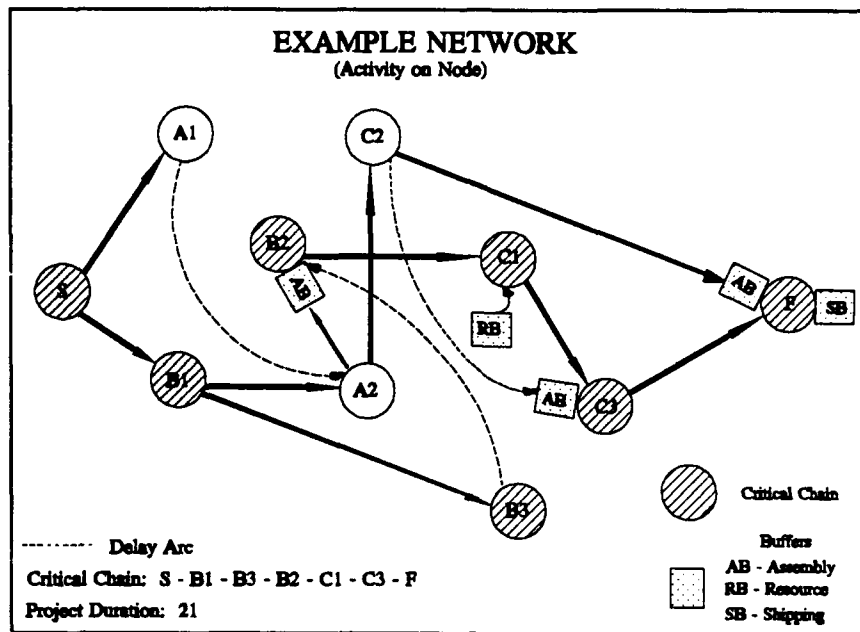 EXAMPLE NETWORK
(Activity on Node)
A1
C2
B2
C1
AB
S
AB
F
SB
RB
B1
A2
AB
C3
B3
Critical Chain
Delay Arc
Buffers
Critical Chain: S - B1 - B3 - B2 - C1 - C3 - F
AB - Assembly
RB - Resource
Project Duration: 21
SB - Shipping